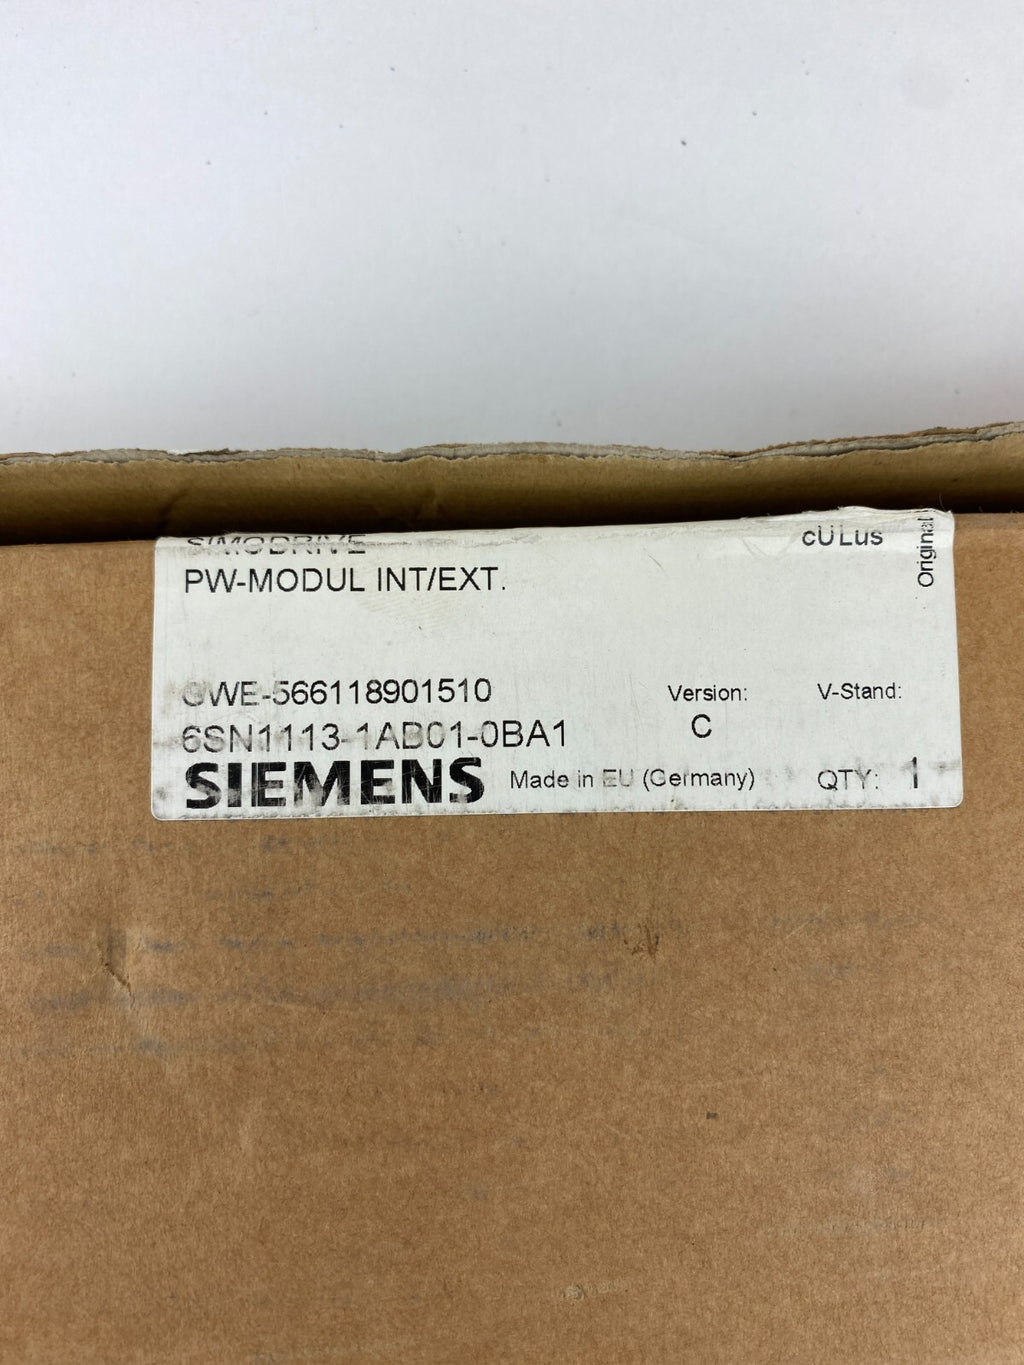 SIMODRIVE
cULus
Original
PW-MODUL INT/EXT.
GWE-566118901510
Version:
V-Stand:
6SN1113-1AB01-0BA1
C
SIEMENS
Made in EU (Germany)
QTY: 1